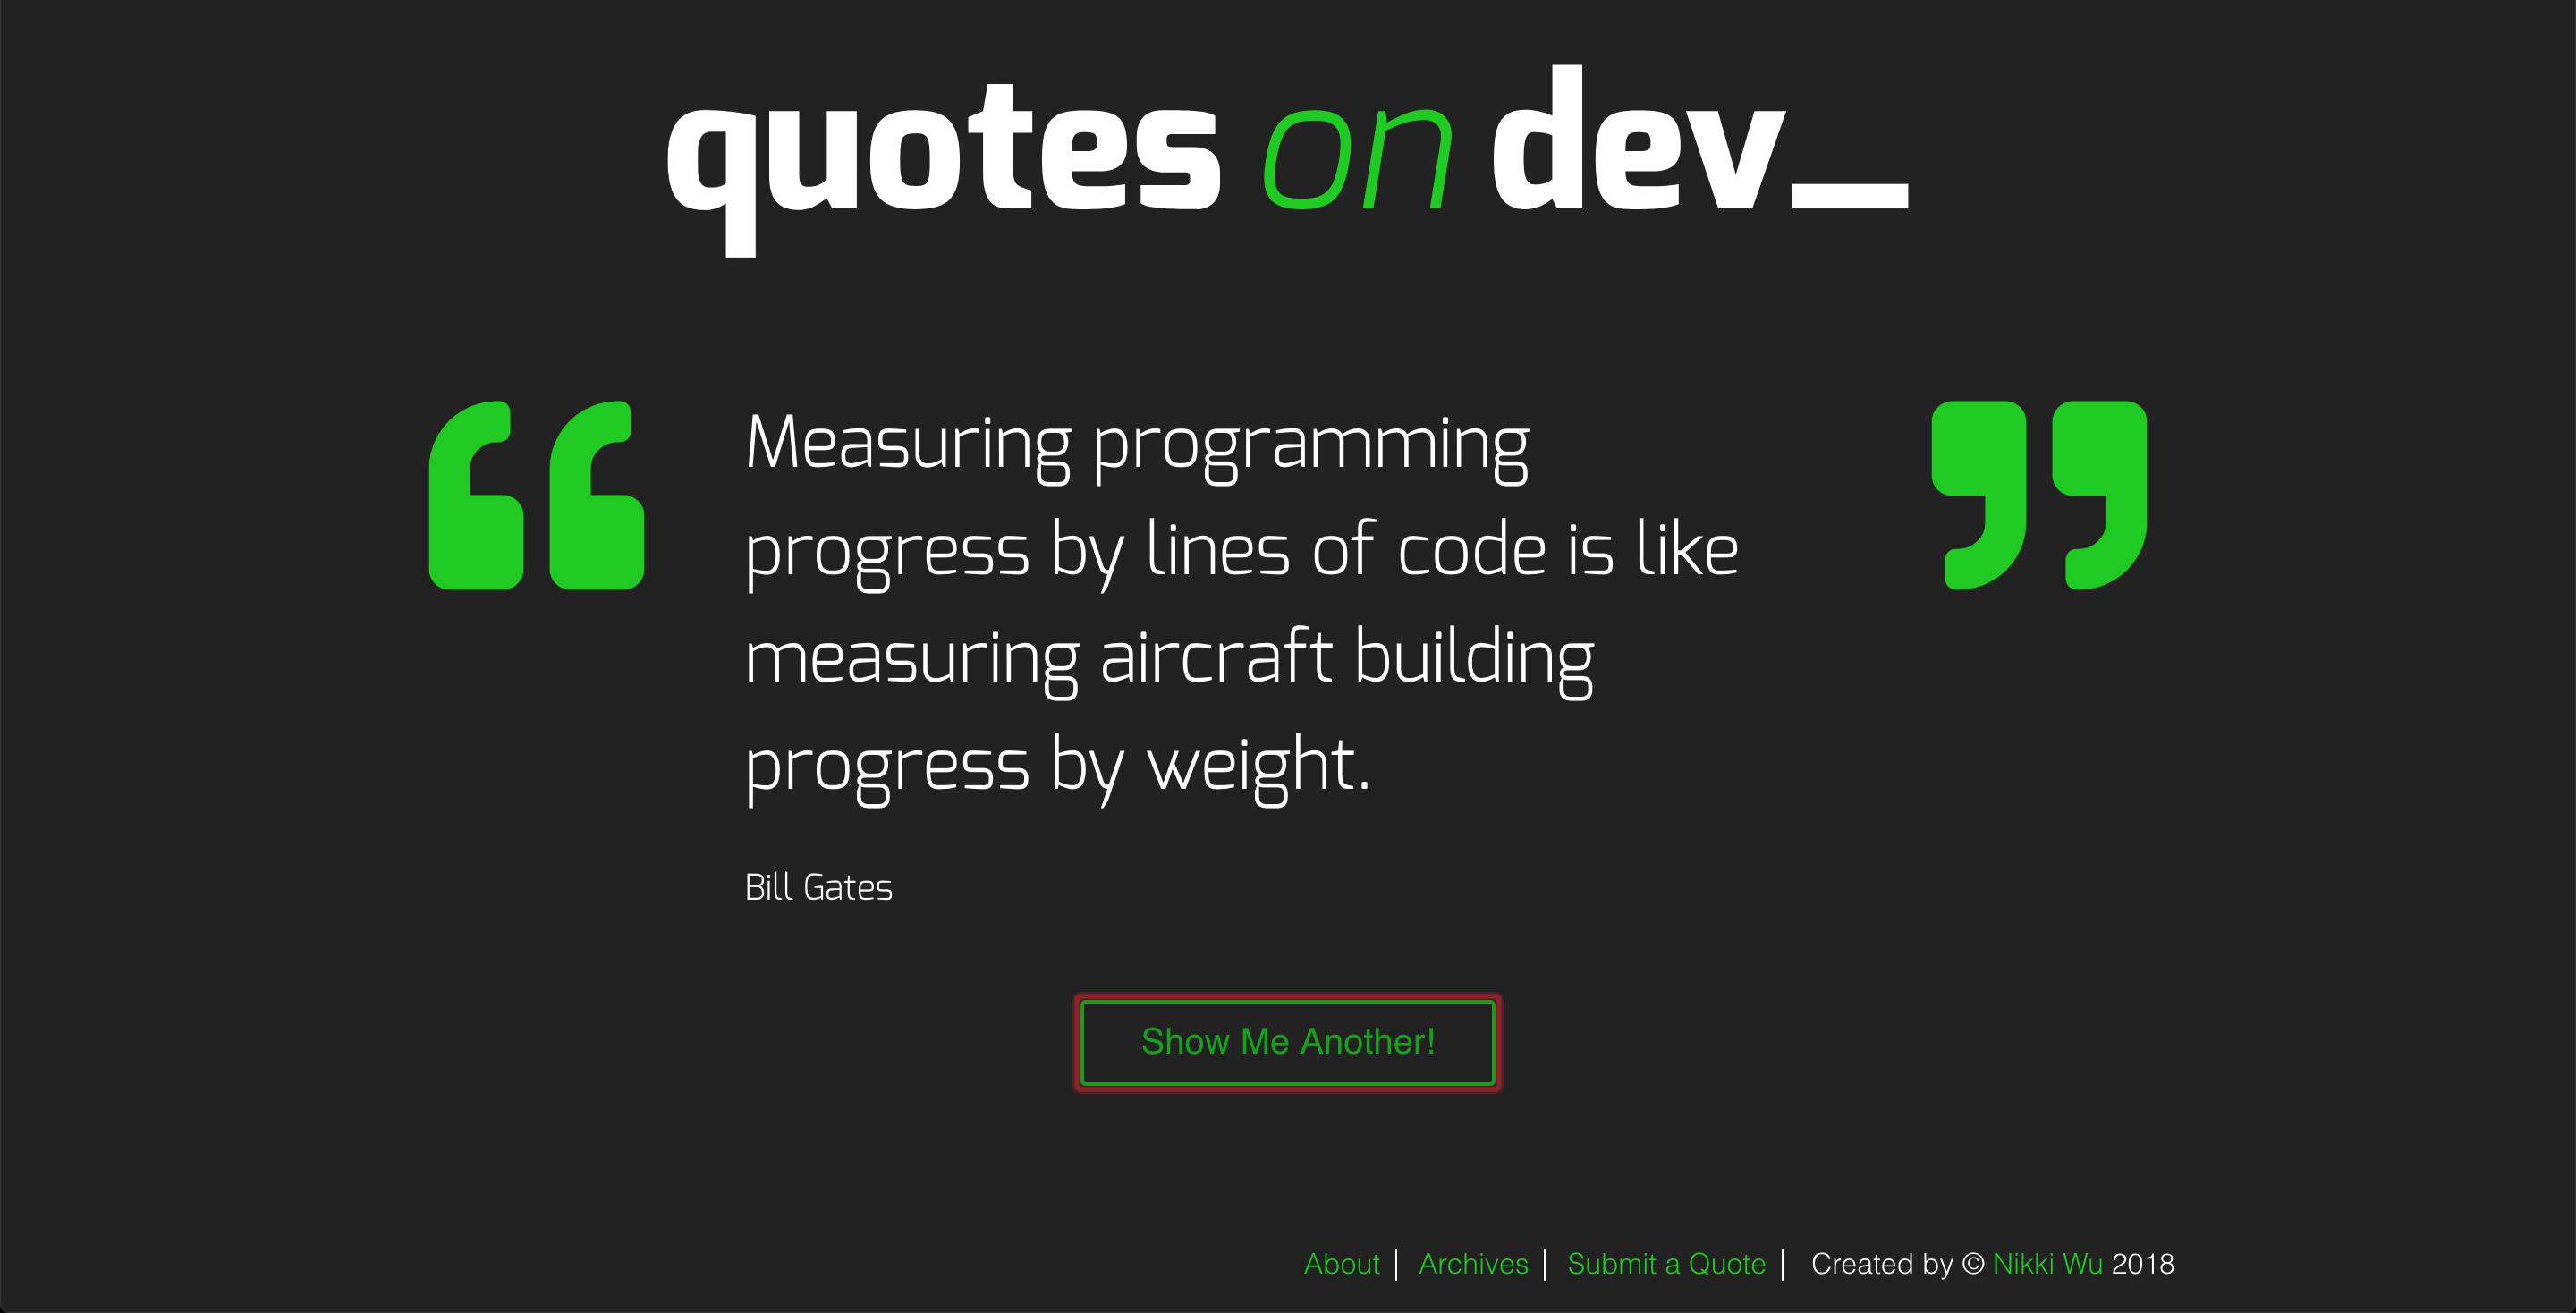 quotes on dev_
Measuring programming
progress by lines of code is like
measuring aircraft building
progress by weight.
Bill Gates
Show Me Another!
About | Archives | Submit a Quote | Created by © Nikki Wu 2018